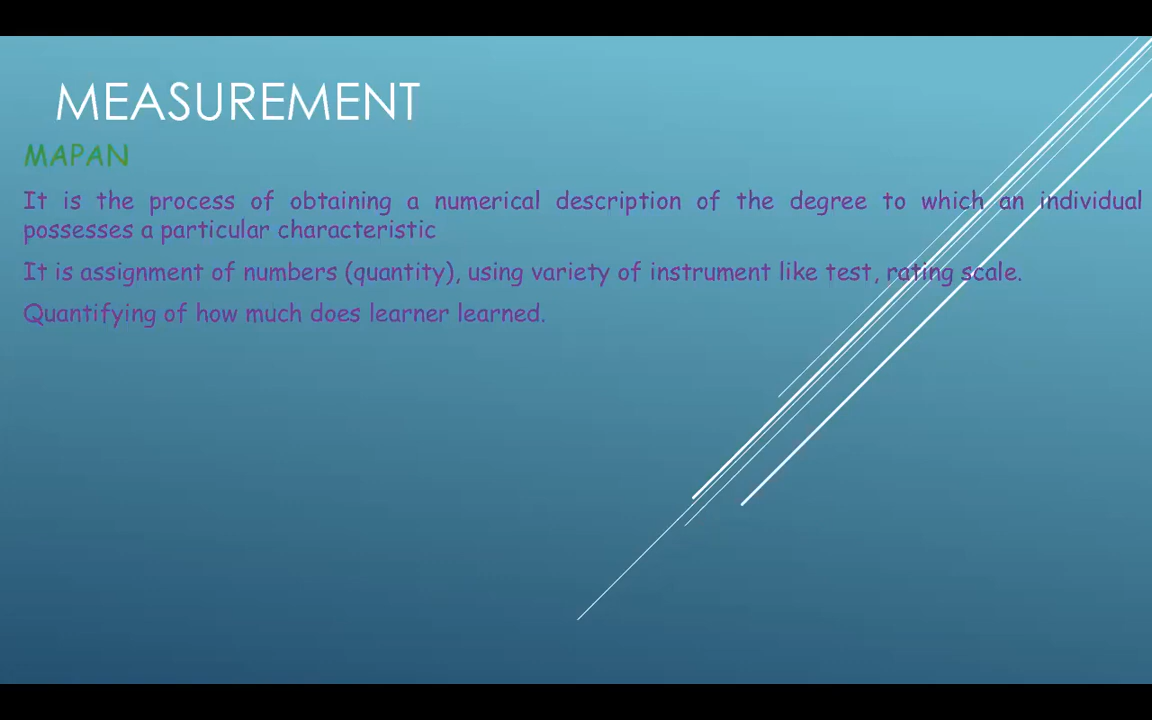 MEASUREMENT
MAPAN
It is the process of obtaining a numerical description of the degree to which an individual
possesses a particular characteristic
It is assignment of numbers (quantity), using variety of instrument like test, rating scale.
Quantifying of how much does learner learned.